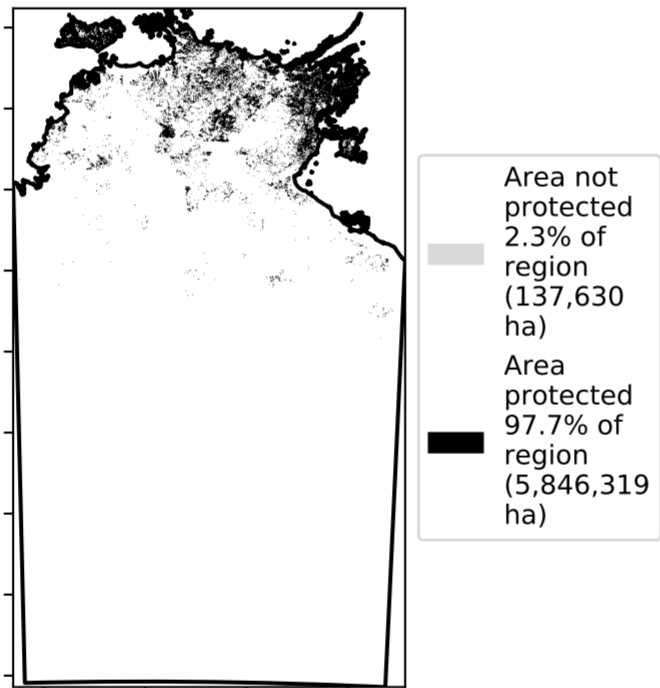 Area not
protected
2.3% of
region
(137,630
ha)
Area
protected
97.7% of
region
(5,846,319
ha)